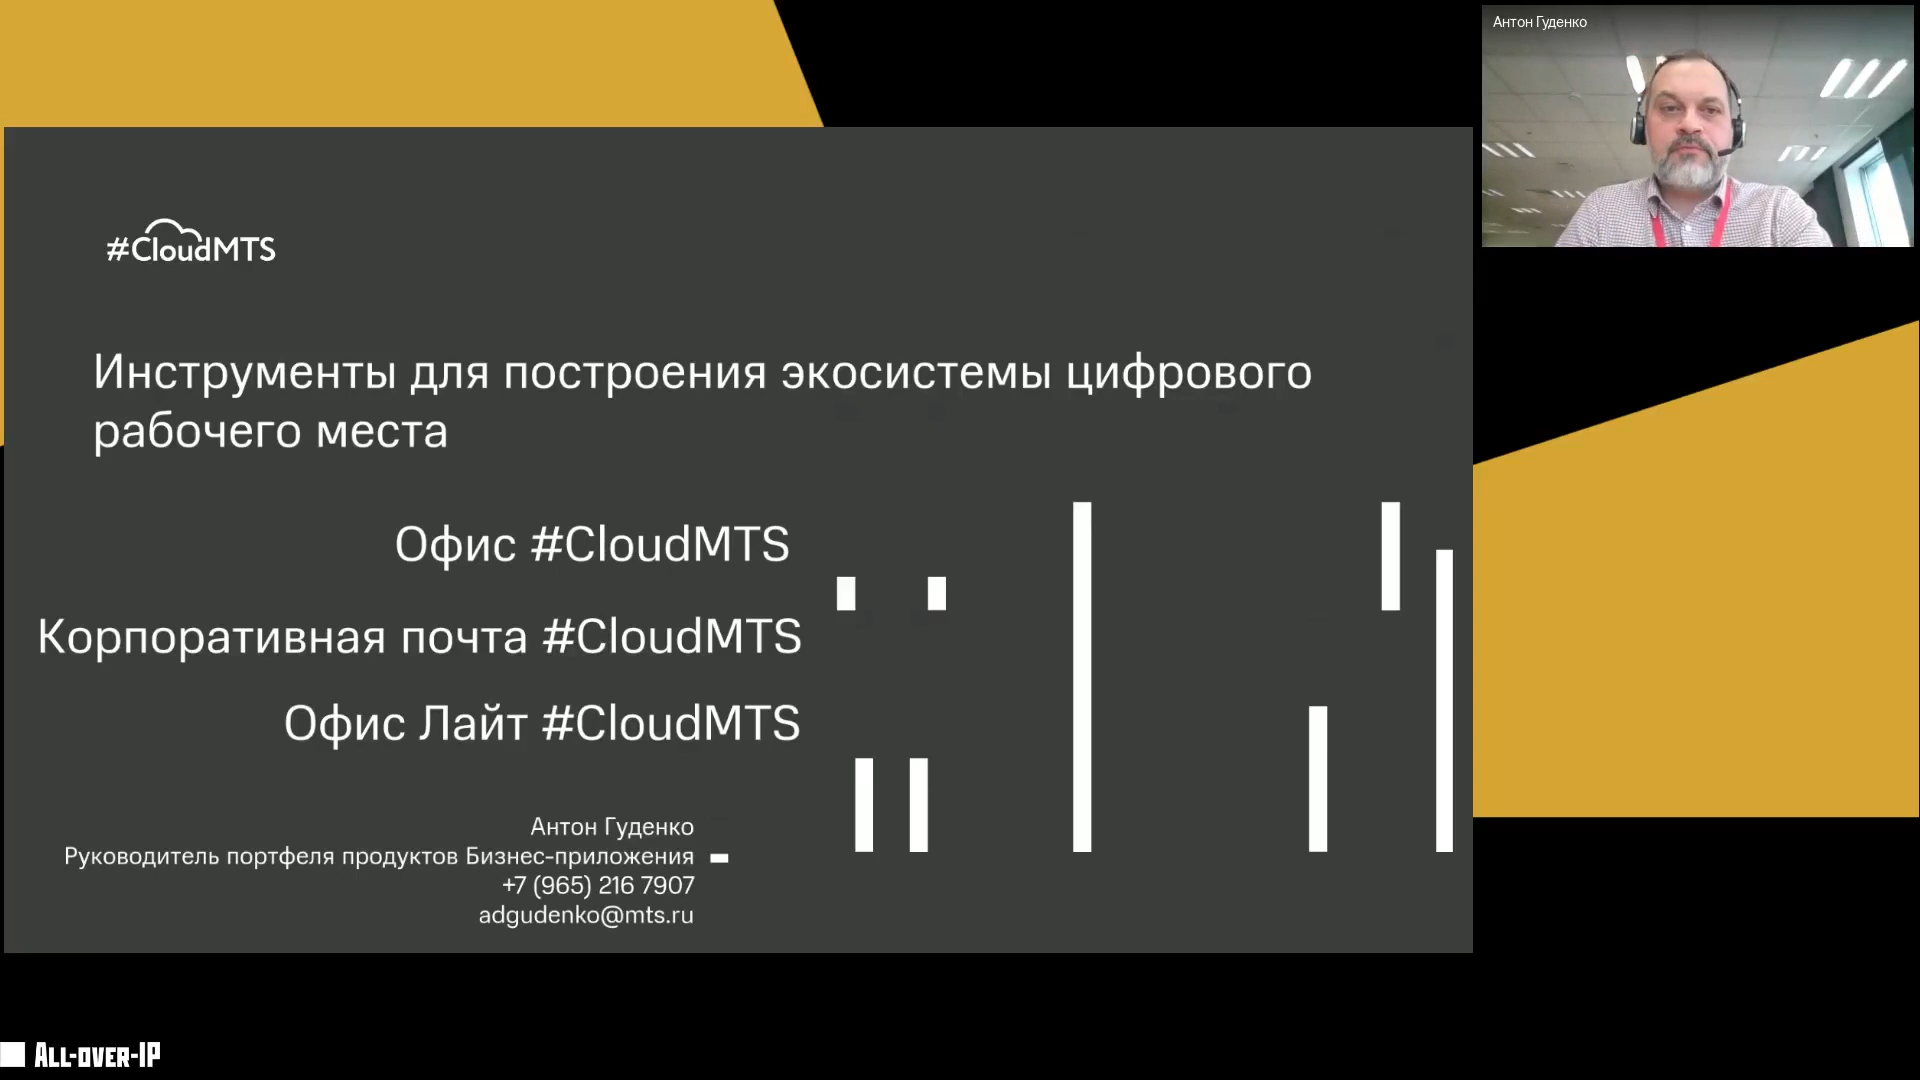 Антон Гуденко
#CloudMTS
Инструменты для построения экосистемы цифрового
рабочего места
Офис #CloudMTS
Корпоративная почта #CloudMTS
Офис Лайт #CloudMTS
Антон Гуденко
Руководитель портфеля продуктов Бизнес-приложения
+7 (965) 216 7907
adgudenko@mts.ru
All-over-IP